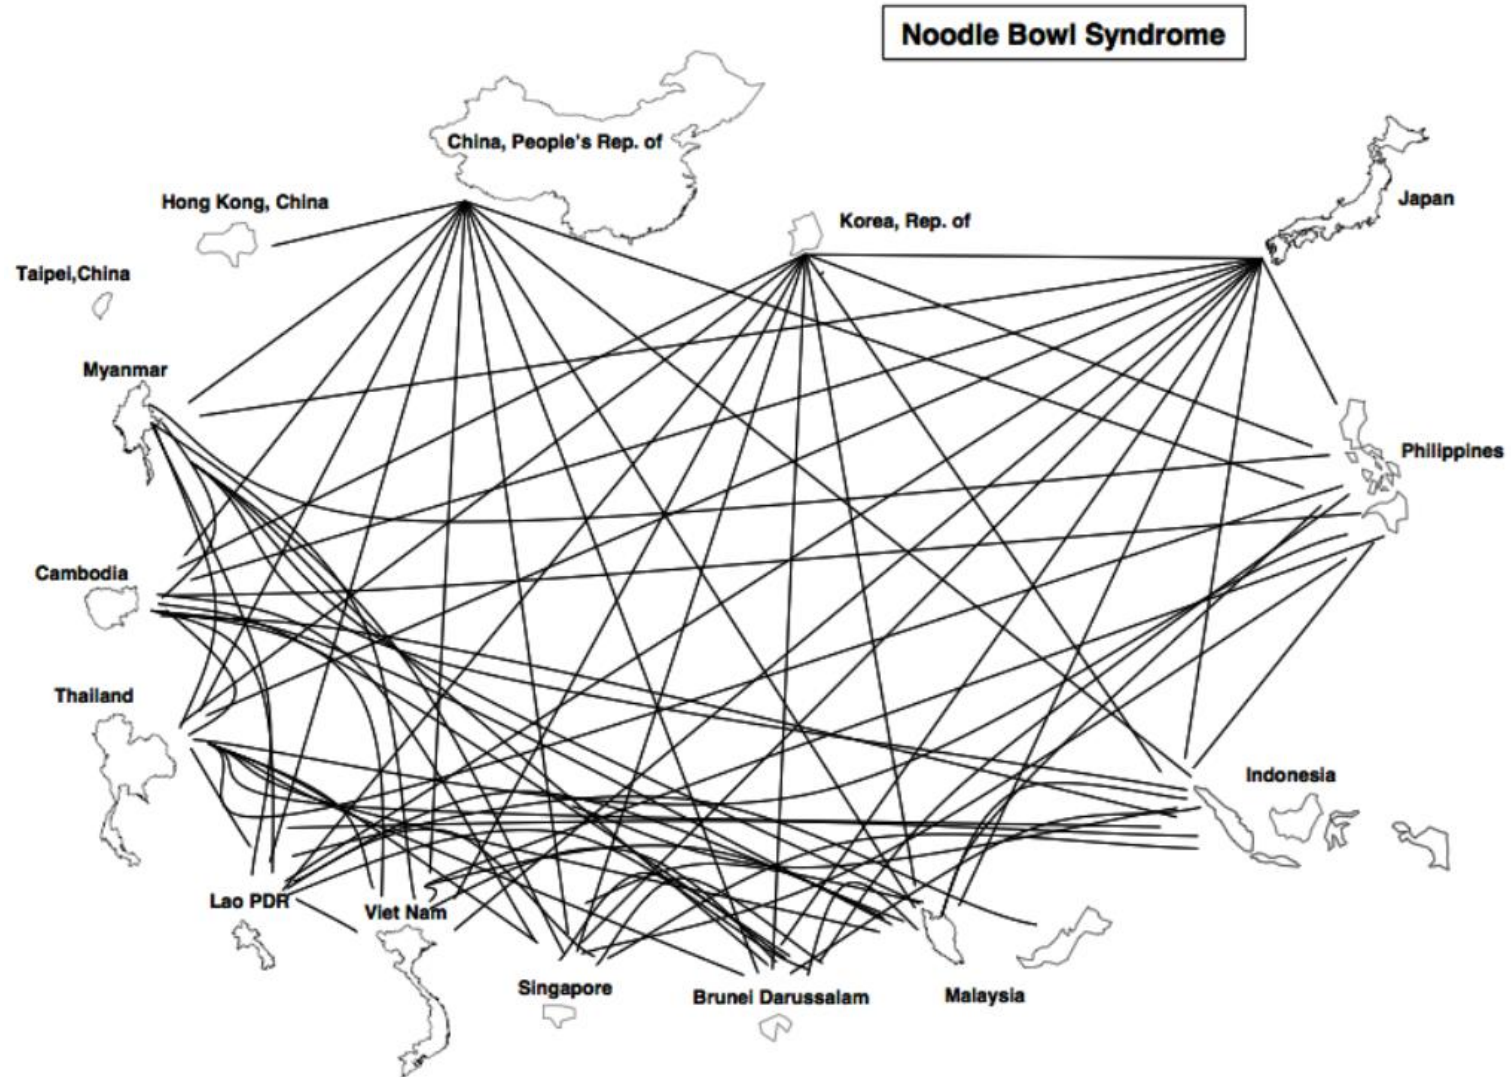 Noodle Bowl Syndrome
China, People's Rep. of
Hong Kong, China
Japan
Korea, Rep. of
Taipei,China
Myanmar
Philippines
Cambodia
Thailand
Indonesia
Lao PDR
Viet Nam
Singapore
Brunei Darussalam
Malaysia